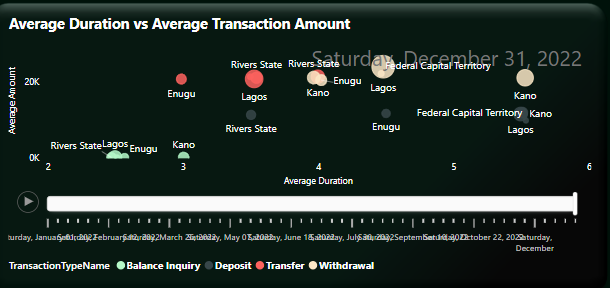 Average Duration vs Average Transaction Amount
Saturday, December 31, 2022
Rivers State
Rivers State
Federal Capital Territory
20K
Enugu
Lagos
Kano
Enugu
Lagos
Kano
Average Amount
Rivers State
Enugu
Federal Capital Territory
Kano
Lagos
Rivers State
Lagos
Enugu
Kano
0K
2
3
4
5
6
Average Duration
Saturday,
December
TransactionTypeName
Balance Inquiry
Deposit
Transfer
Withdrawal